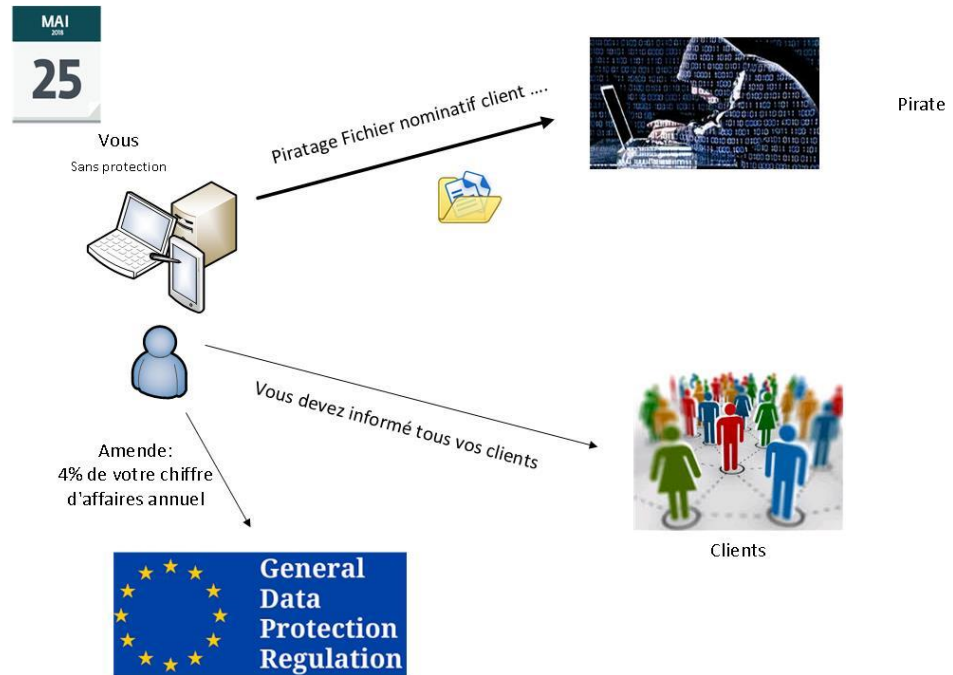 MAI
2018
25
Vous
Sans protection
Piratage Fichier nominatif client ....
Pirate
Vous devez informé tous vos clients
Clients
Amende:
4% de votre chiffre
d'affaires annuel
General
Data
Protection
Regulation